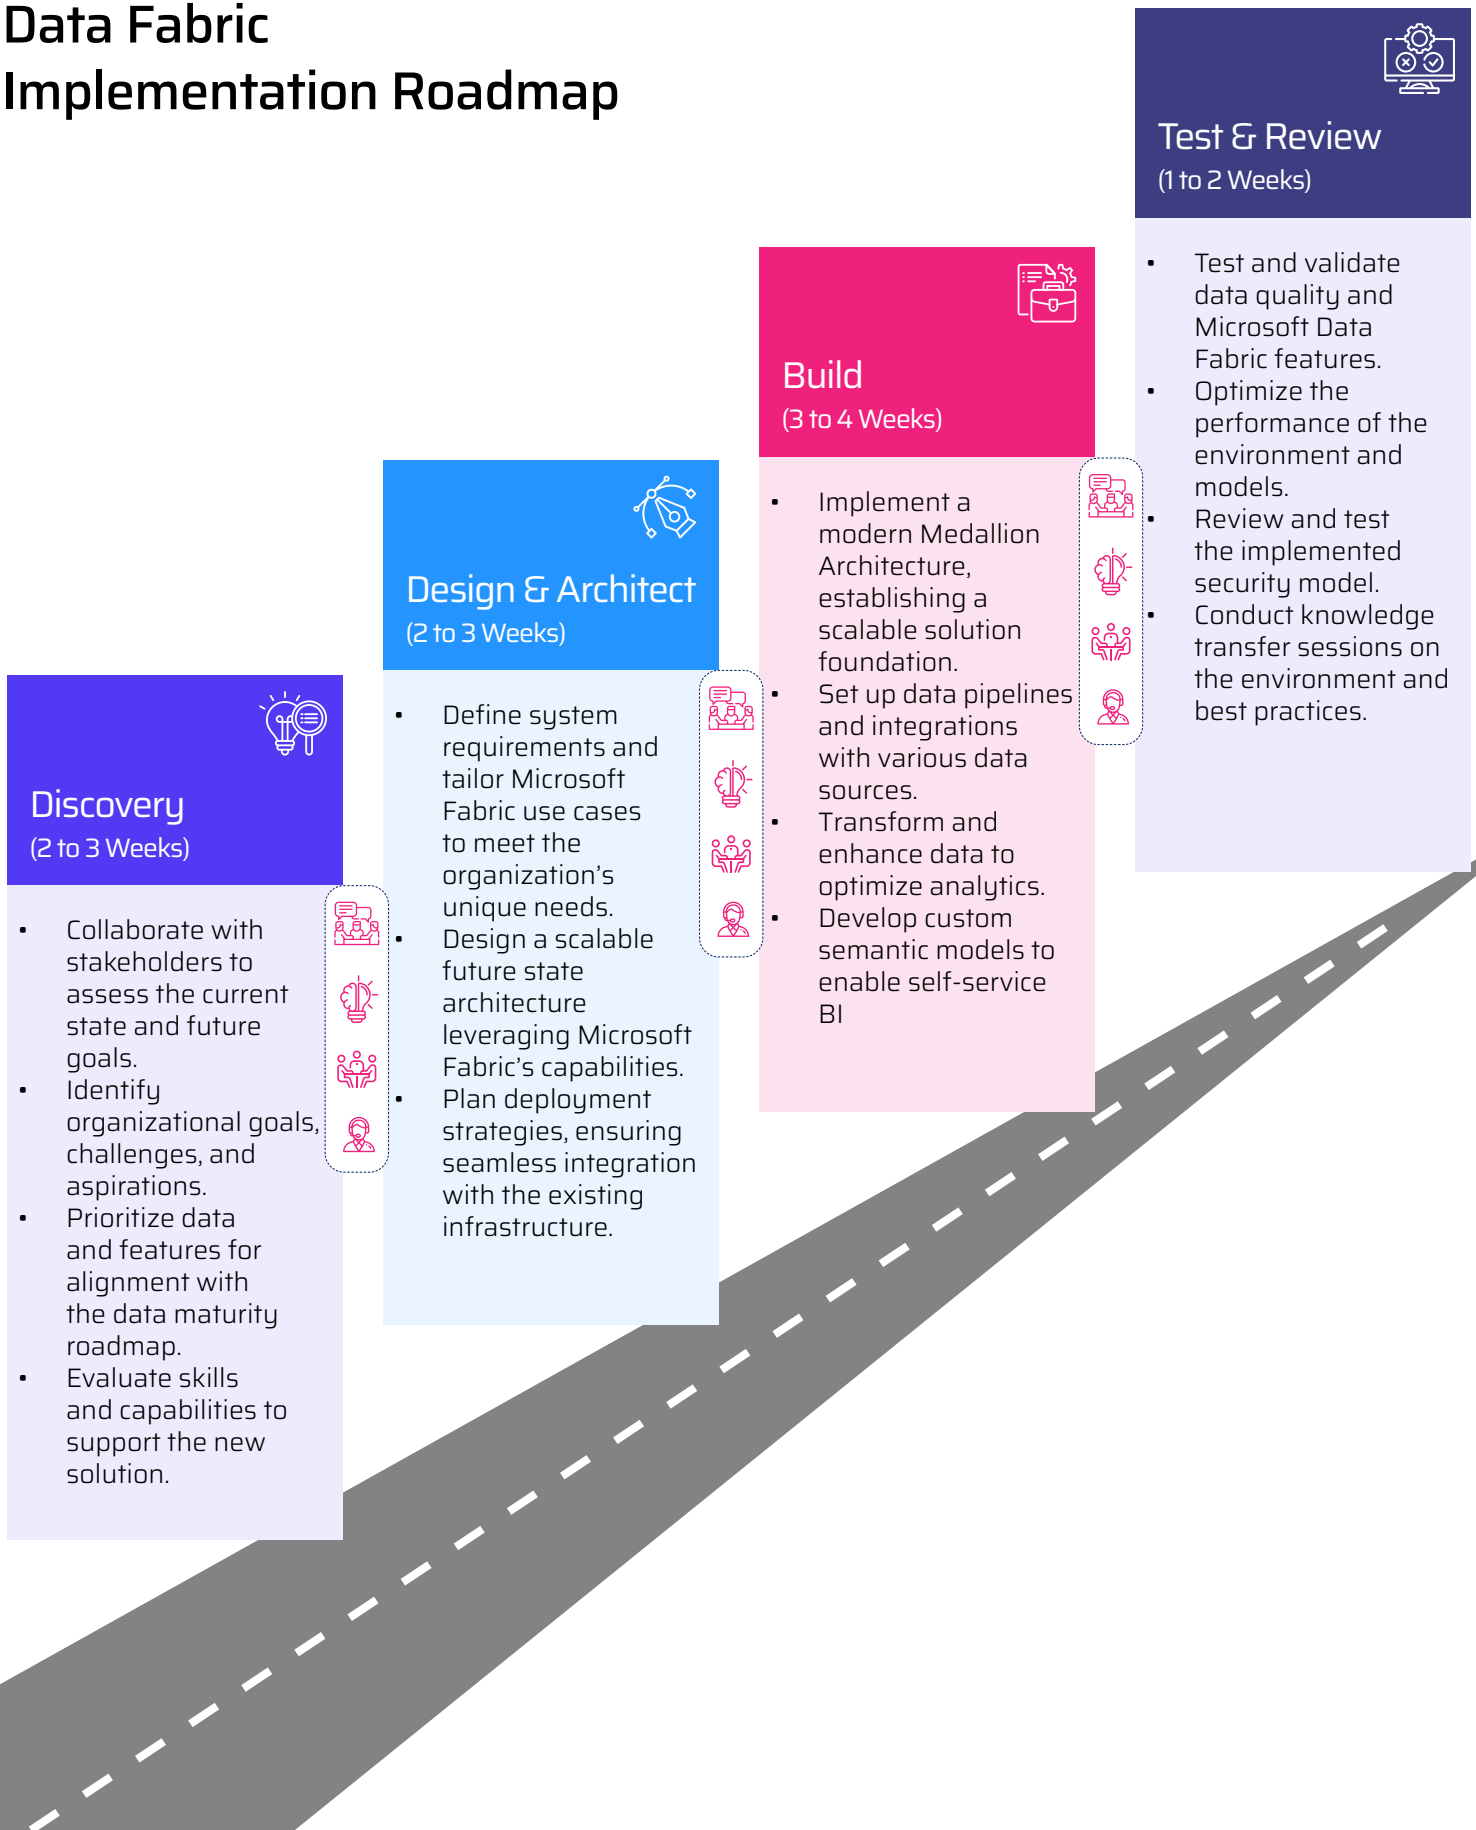 Data Fabric
Implementation Roadmap
Discovery
(2 to 3 Weeks)
• Collaborate with
stakeholders to
assess the current
state and future
goals.
• Identify
organizational goals,
challenges, and
aspirations.
• Prioritize data
and features for
alignment with
the data maturity
roadmap.
• Evaluate skills
and capabilities to
support the new
solution.
Design & Architect
(2 to 3 Weeks)
• Define system
requirements and
tailor Microsoft
Fabric use cases
to meet the
organization’s
unique needs.
• Design a scalable
future state
architecture
leveraging Microsoft
Fabric’s capabilities.
• Plan deployment
strategies, ensuring
seamless integration
with the existing
infrastructure.
Build
(3 to 4 Weeks)
• Implement a
modern Medallion
Architecture,
establishing a
scalable solution
foundation.
• Set up data pipelines
and integrations
with various data
sources.
• Transform and
enhance data to
optimize analytics.
• Develop custom
semantic models to
enable self-service
BI
Test & Review
(1 to 2 Weeks)
• Test and validate
data quality and
Microsoft Data
Fabric features.
• Optimize the
performance of the
environment and
models.
• Review and test
the implemented
security model.
• Conduct knowledge
transfer sessions on
the environment and
best practices.